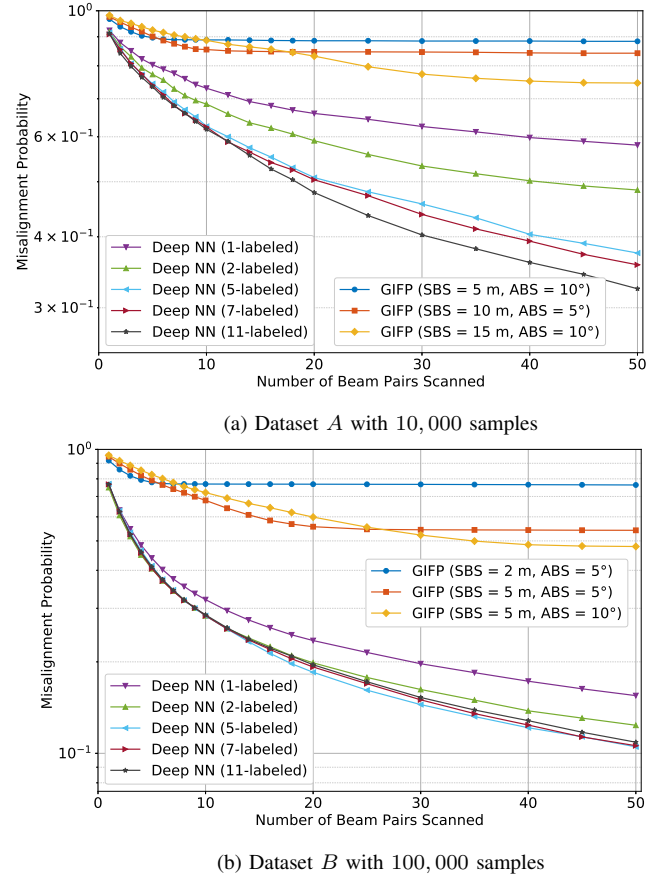 6 × 10⁻¹
4 × 10⁻¹
3 × 10⁻¹
Misalignment Probability
Deep NN (1-labeled)
Deep NN (2-labeled)
Deep NN (5-labeled)
Deep NN (7-labeled)
Deep NN (11-labeled)
GIFP (SBS = 5 m, ABS = 10°)
GIFP (SBS = 10 m, ABS = 5°)
GIFP (SBS = 15 m, ABS = 10°)
0 10 20 30 40 50
Number of Beam Pairs Scanned
(a) Dataset A with 10,000 samples
10⁰
10⁻¹
Misalignment Probability
GIFP (SBS = 2 m, ABS = 5°)
GIFP (SBS = 5 m, ABS = 5°)
GIFP (SBS = 5 m, ABS = 10°)
Deep NN (1-labeled)
Deep NN (2-labeled)
Deep NN (5-labeled)
Deep NN (7-labeled)
Deep NN (11-labeled)
0 10 20 30 40 50
Number of Beam Pairs Scanned
(b) Dataset B with 100,000 samples